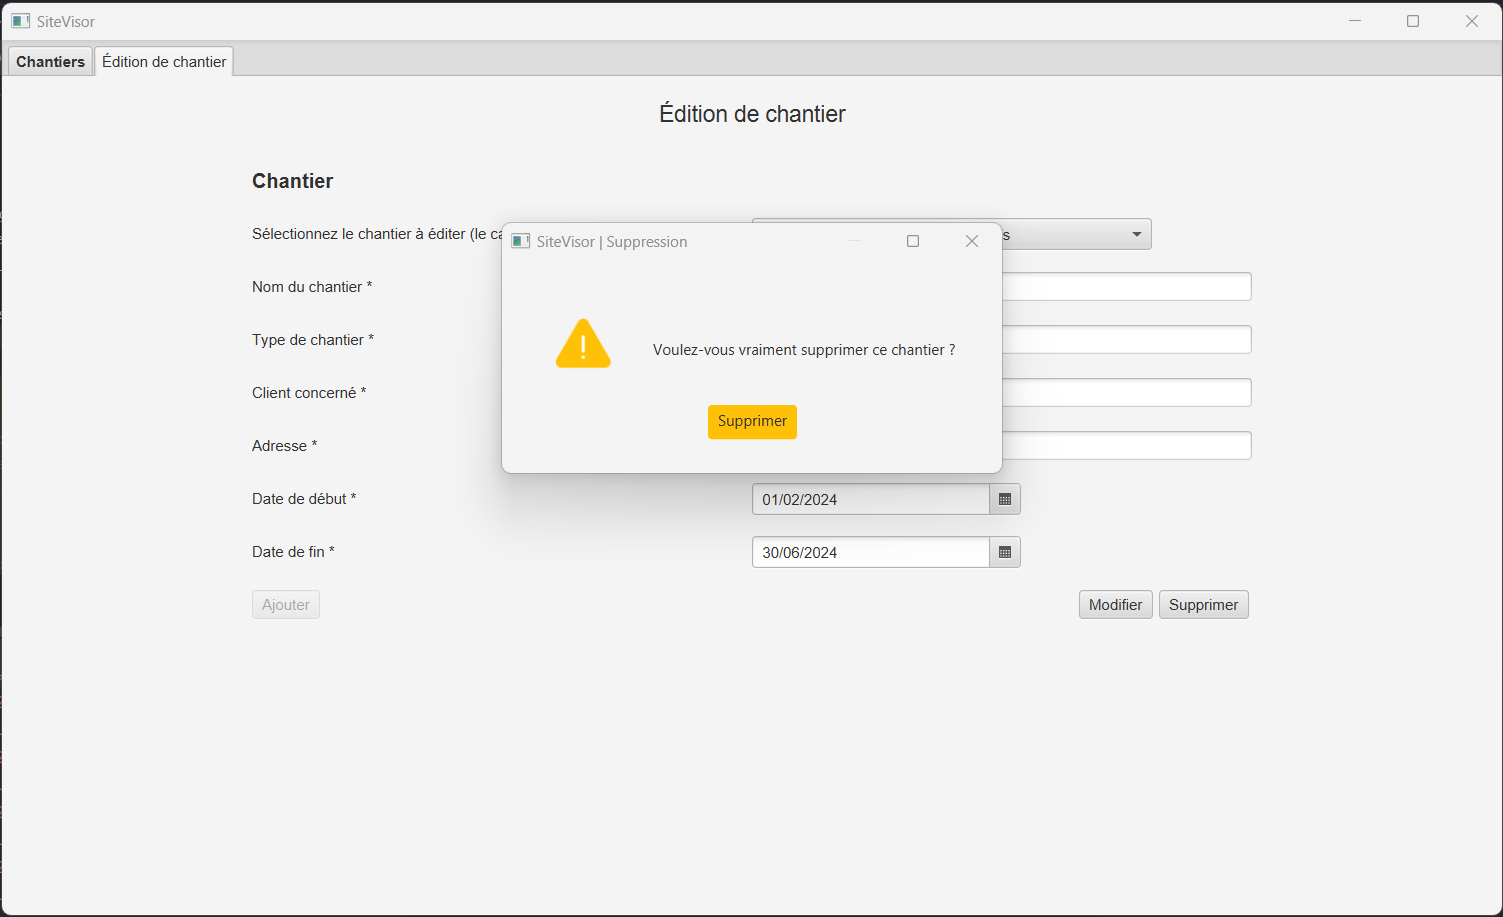 SiteVisor
Chantiers Édition de chantier
Édition de chantier
Chantier
Sélectionnez le chantier à éditer (le
SiteVisor | Suppression
Nom du chantier *
Type de chantier *
Voulez-vous vraiment supprimer ce chantier ?
Client concerné *
Supprimer
Adresse *
Date de début * 01/02/2024
Date de fin * 30/06/2024
Ajouter Modifier Supprimer